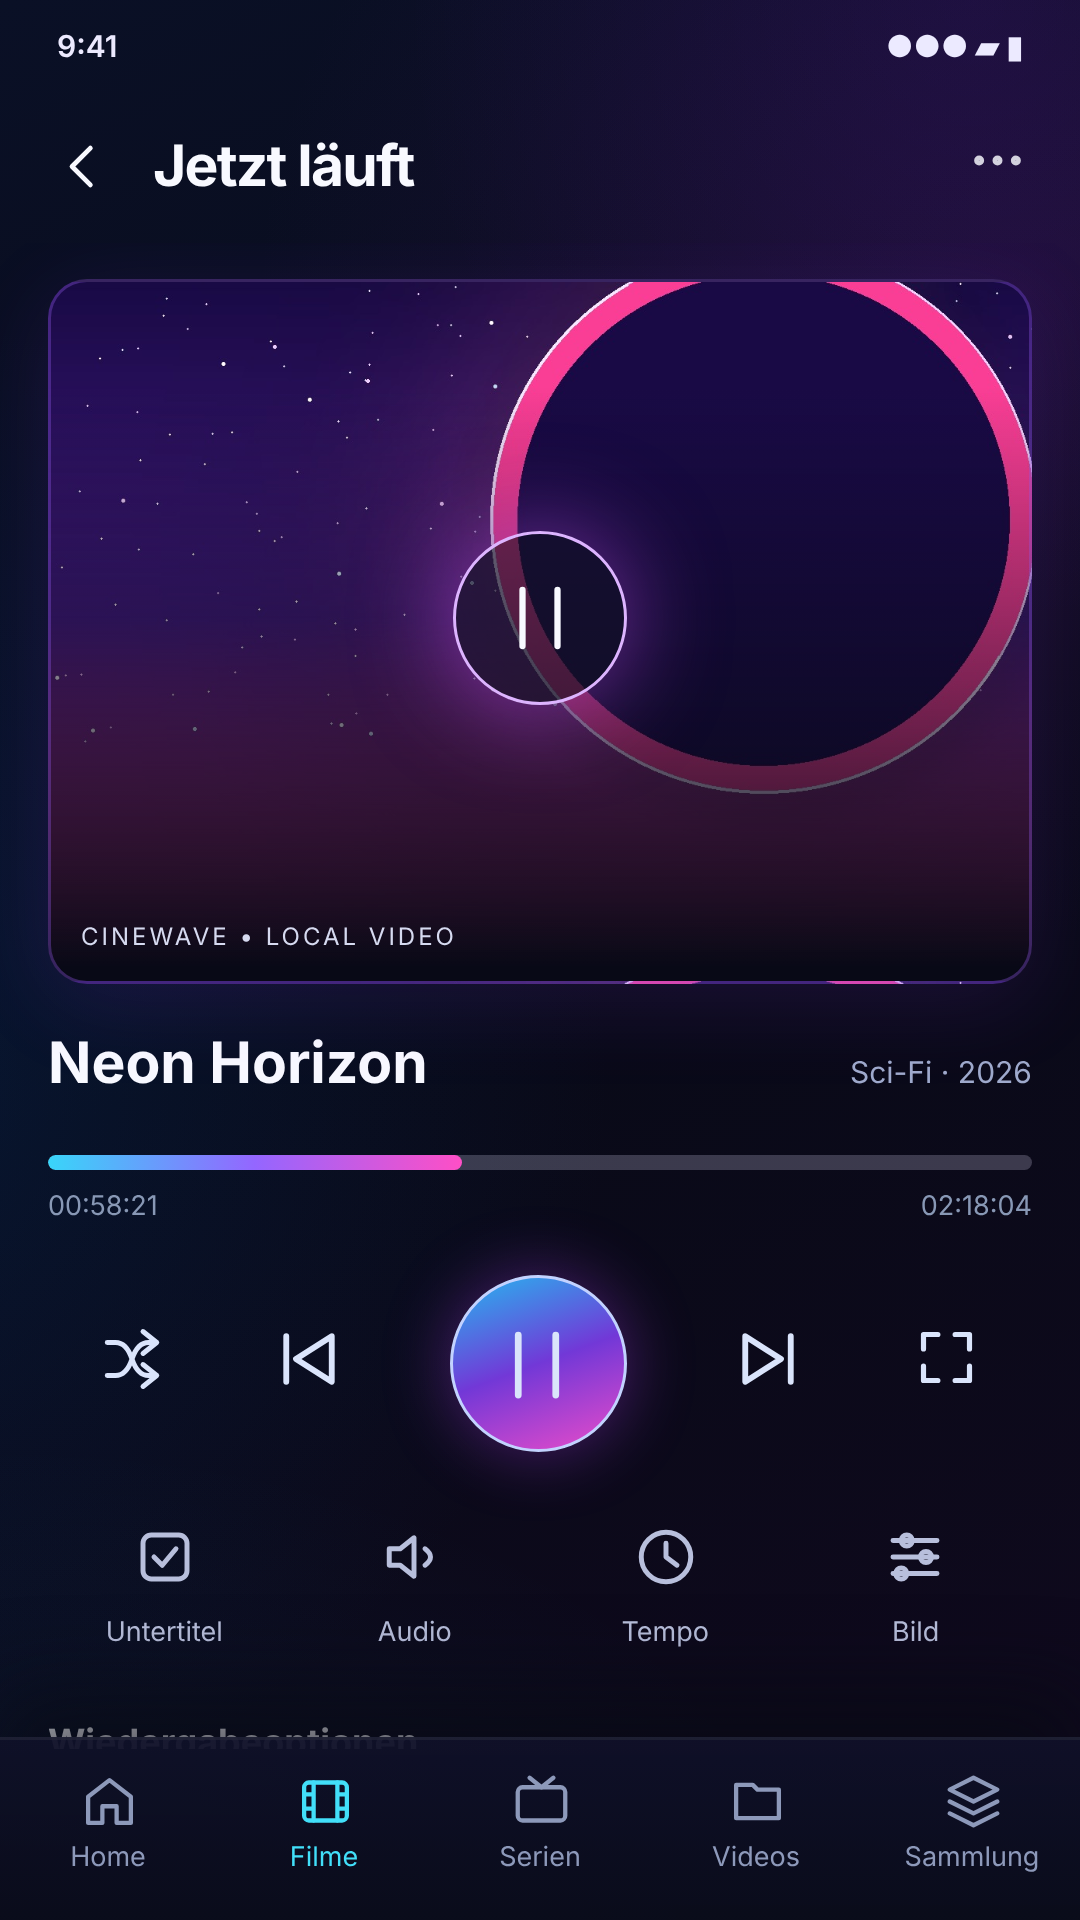 9:41
Jetzt läuft
CINEWAVE • LOCAL VIDEO
Neon Horizon
Sci-Fi · 2026
00:58:21
02:18:04
Untertitel
Audio
Tempo
Bild
Wiedergabeoptionen
Home
Filme
Serien
Videos
Sammlung